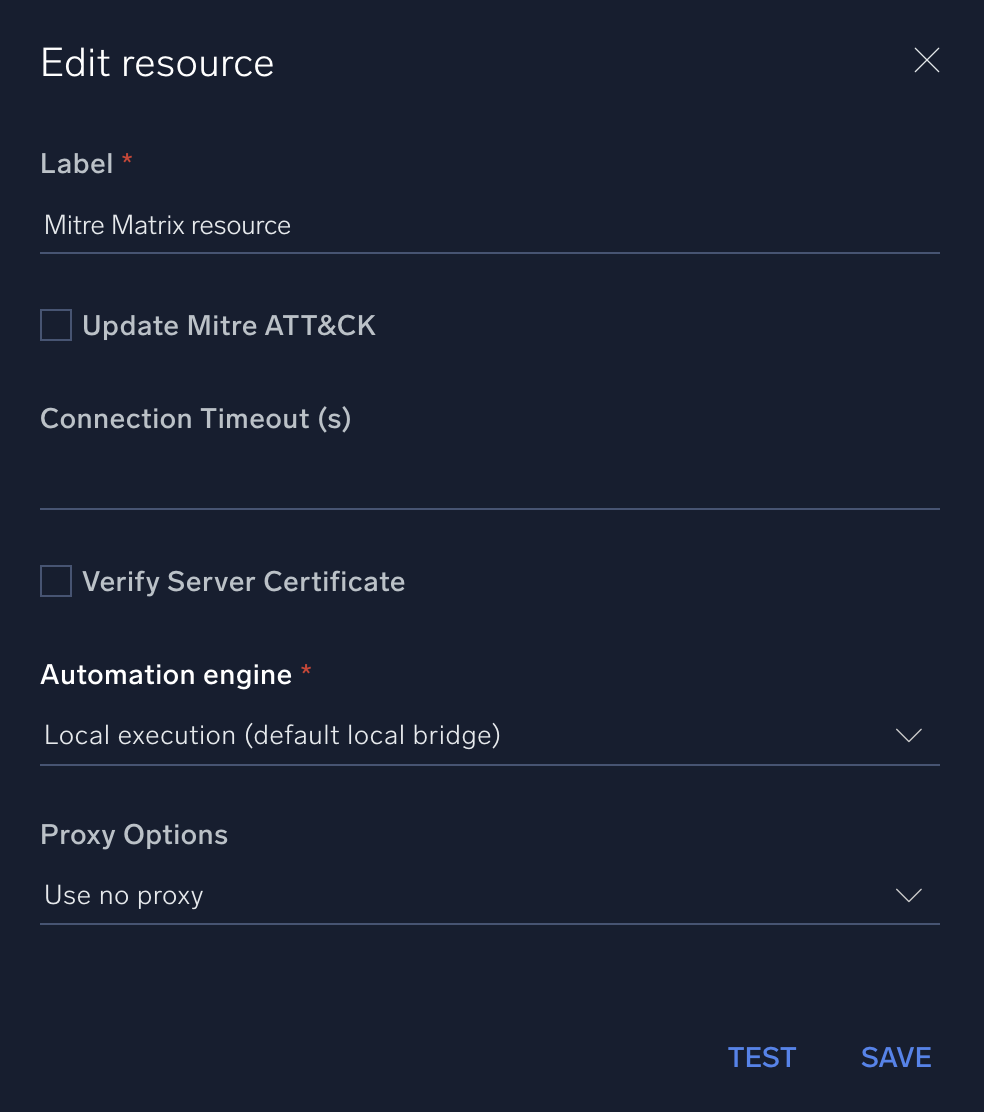 Edit resource
Label *
Mitre Matrix resource
Update Mitre ATT&CK
Connection Timeout (s)
Verify Server Certificate
Automation engine *
Local execution (default local bridge)
Proxy Options
Use no proxy
TEST SAVE